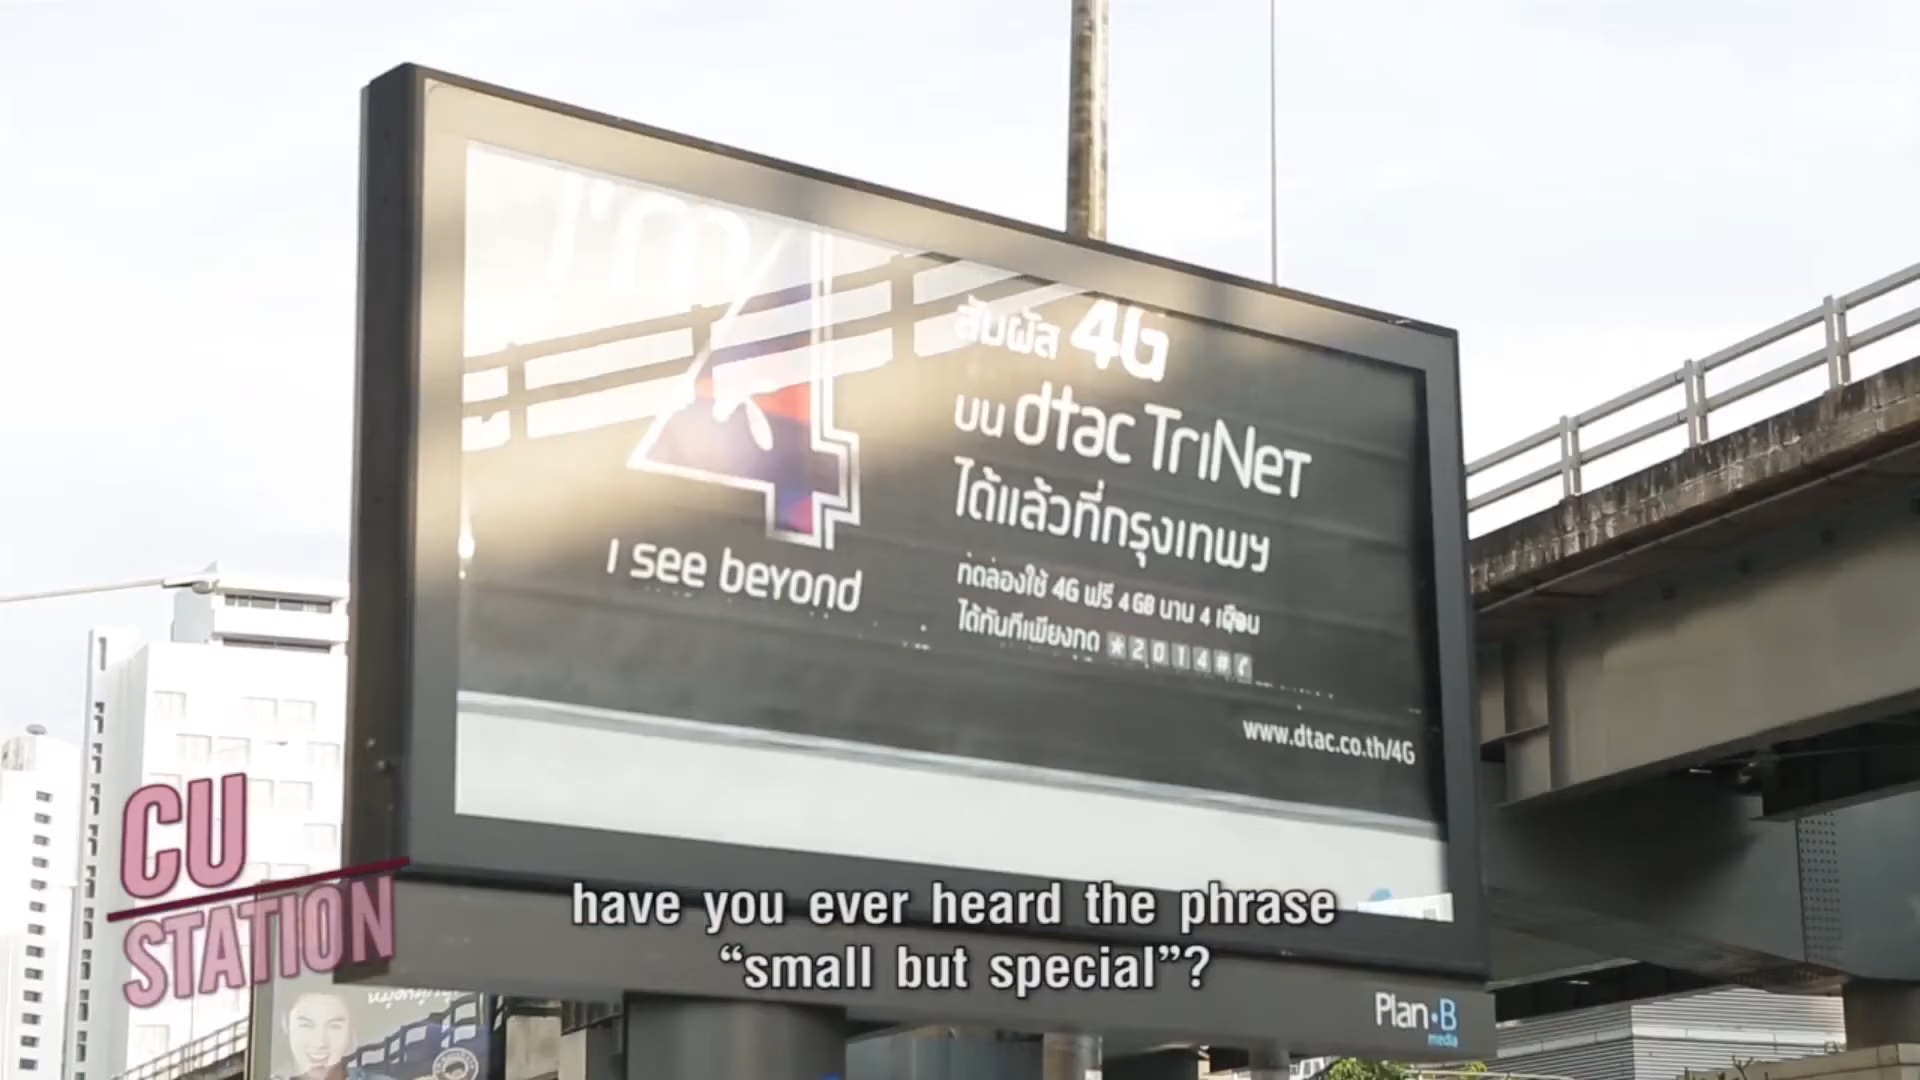 I'm
I see beyond
สัมผัส 4G
บน dtac TriNet
ได้แล้วที่กรุงเทพฯ
ทดลองใช้ 4G ฟรี 4 GB นาน 4 เดือน
ได้ทันทีเพียงกด *2014#
www.dtac.co.th/4G
CU
STATION
have you ever heard the phrase
“small but special”?
Plan·B
media